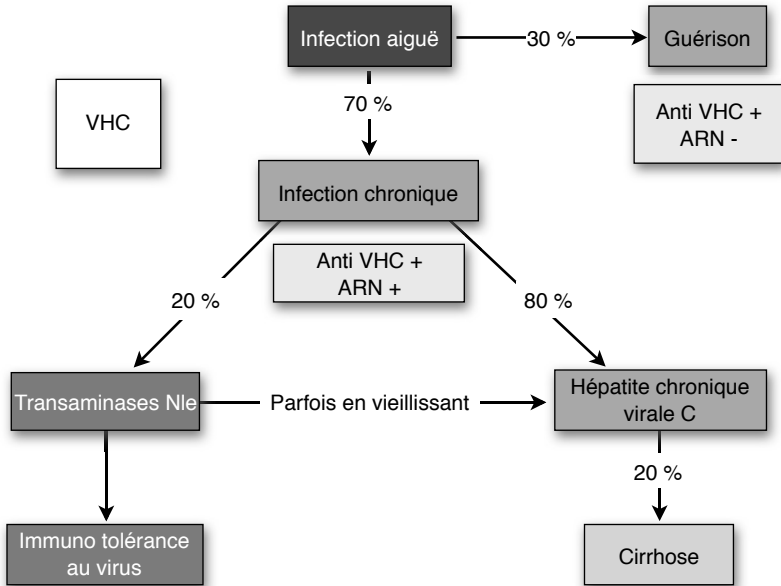 Infection aiguë
30 %
Guérison
VHC
70 %
Anti VHC +
ARN -
Infection chronique
Anti VHC +
ARN +
20 %
80 %
Transaminases Nle
Parfois en vieillissant
Hépatite chronique
virale C
20 %
Immuno tolérance
au virus
Cirrhose